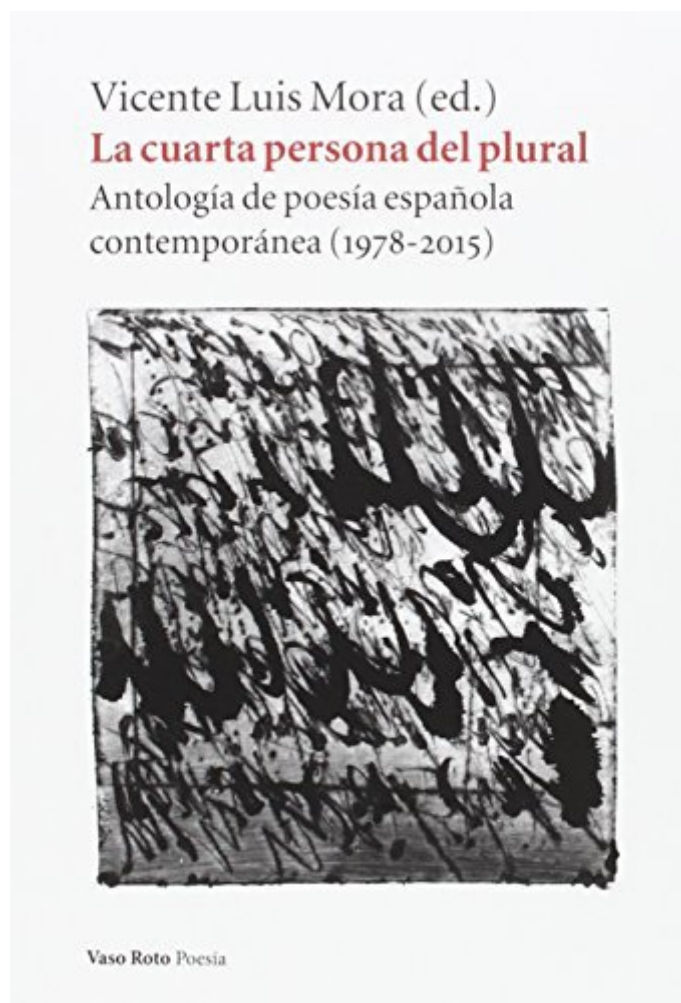 Vicente Luis Mora (ed.)
La cuarta persona del plural
Antología de poesía española
contemporánea (1978-2015)
Vaso Roto Poesía